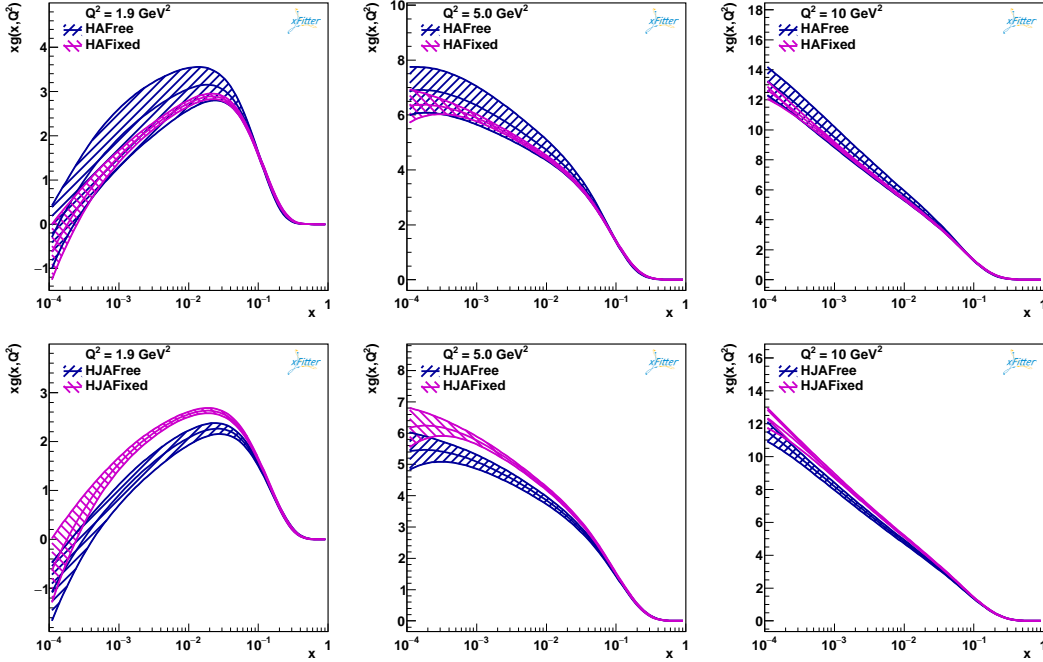 Q² = 1.9 GeV²
HAFree
HAFixed
xFitter
xg(x,Q²)
4
3
2
1
0
−1
10⁻⁴ 10⁻³ 10⁻² 10⁻¹ 1
x
Q² = 5.0 GeV²
HAFree
HAFixed
xFitter
xg(x,Q²)
10
8
6
4
2
0
10⁻⁴ 10⁻³ 10⁻² 10⁻¹ 1
x
Q² = 10 GeV²
HAFree
HAFixed
xFitter
xg(x,Q²)
18
16
14
12
10
8
6
4
2
0
10⁻⁴ 10⁻³ 10⁻² 10⁻¹ 1
x
Q² = 1.9 GeV²
HJAFree
HJAFixed
xFitter
xg(x,Q²)
3
2
1
0
−1
10⁻⁴ 10⁻³ 10⁻² 10⁻¹ 1
x
Q² = 5.0 GeV²
HJAFree
HJAFixed
xFitter
xg(x,Q²)
8
7
6
5
4
3
2
1
0
10⁻⁴ 10⁻³ 10⁻² 10⁻¹ 1
x
Q² = 10 GeV²
HJAFree
HJAFixed
xFitter
xg(x,Q²)
16
14
12
10
8
6
4
2
0
10⁻⁴ 10⁻³ 10⁻² 10⁻¹ 1
x